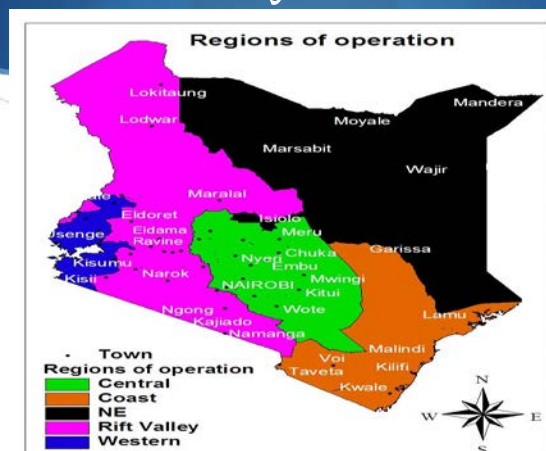 Regions of operation
Lokitaung
Lodwar
Mandera
Moyale
Marsabit
Wajir
Maralal
Isiolo
Eldoret
Meru
Eldama
Ravine
Garissa
Chuka
Nyeri
Embu
Kisumu
Mwingi
Kisii
Narok
NAIROBI
Kitui
Ngong
Wote
Lamu
Kajiado
Namanga
Malindi
Voi
Taveta
Kilifi
Kwale
Town
Regions of operation
Central
Coast
NE
Rift Valley
Western
N
W E
S